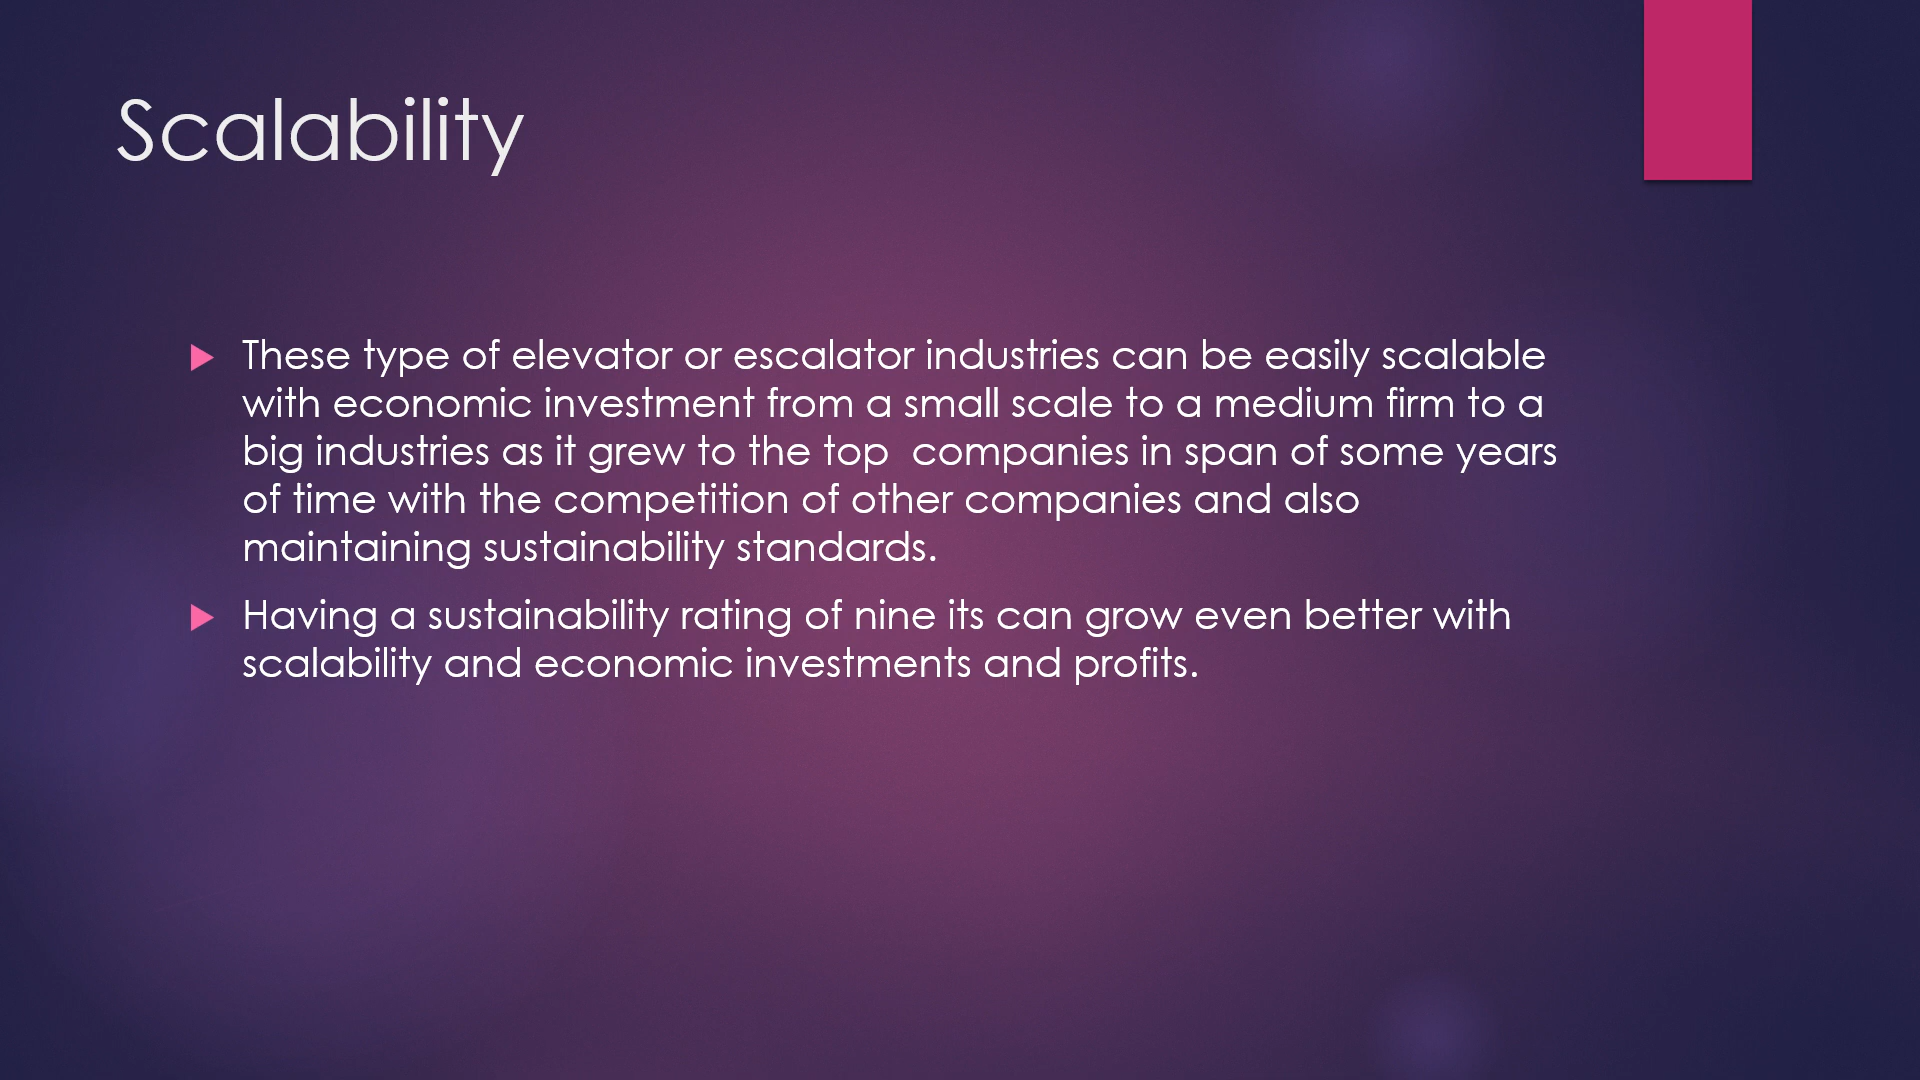 Scalability
These type of elevator or escalator industries can be easily scalable
with economic investment from a small scale to a medium firm to a
big industries as it grew to the top  companies in span of some years
of time with the competition of other companies and also
maintaining sustainability standards.
Having a sustainability rating of nine its can grow even better with
scalability and economic investments and profits.